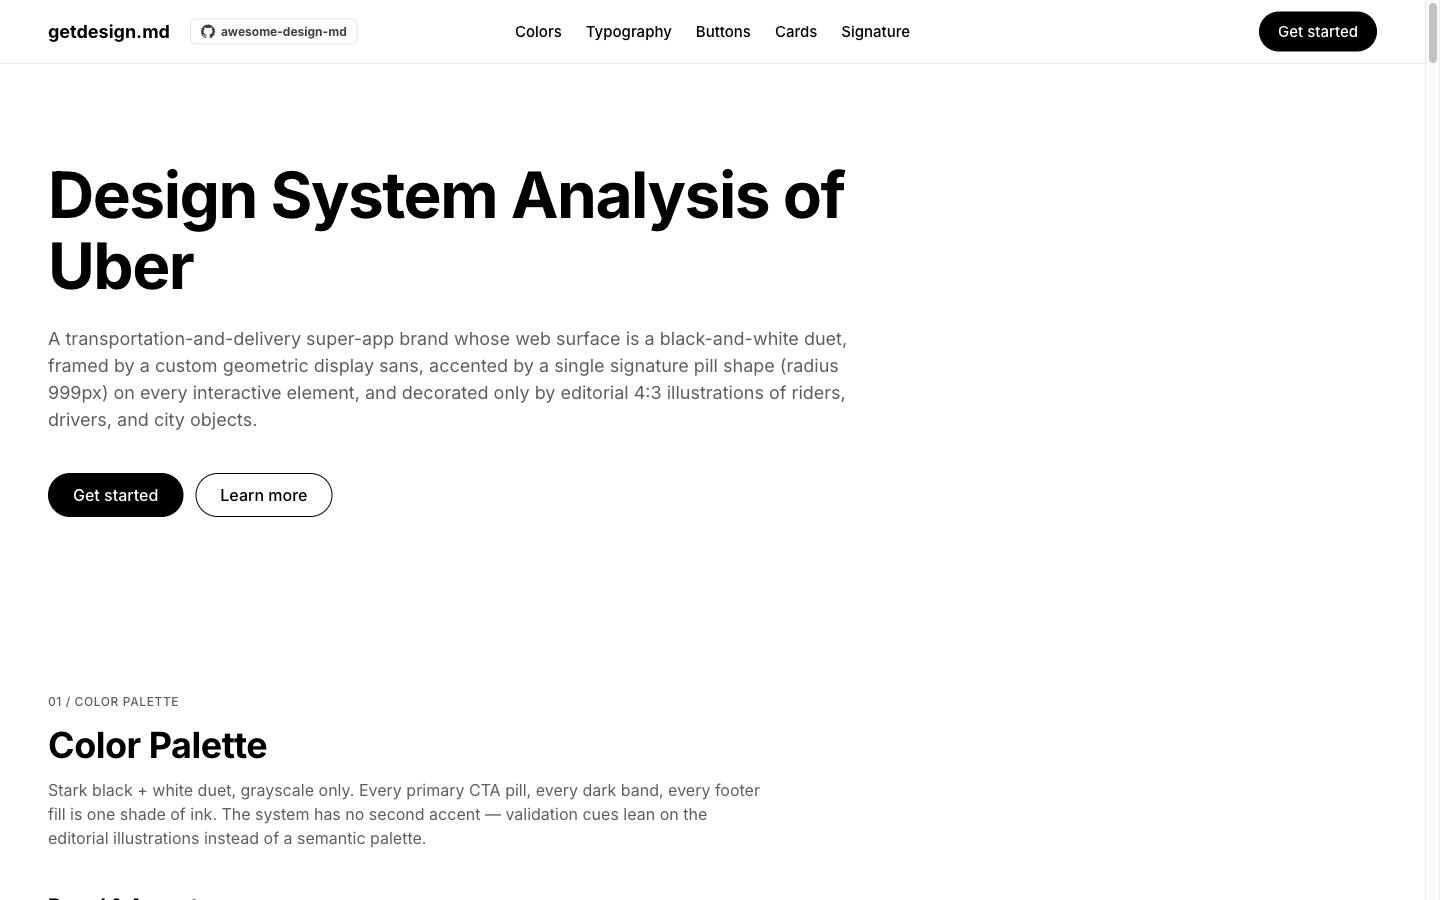 getdesign.md
awesome-design-md
Colors Typography Buttons Cards Signature
Get started
Design System Analysis of
Uber
A transportation-and-delivery super-app brand whose web surface is a black-and-white duet,
framed by a custom geometric display sans, accented by a single signature pill shape (radius
999px) on every interactive element, and decorated only by editorial 4:3 illustrations of riders,
drivers, and city objects.
Get started
Learn more
01 / COLOR PALETTE
Color Palette
Stark black + white duet, grayscale only. Every primary CTA pill, every dark band, every footer
fill is one shade of ink. The system has no second accent — validation cues lean on the
editorial illustrations instead of a semantic palette.